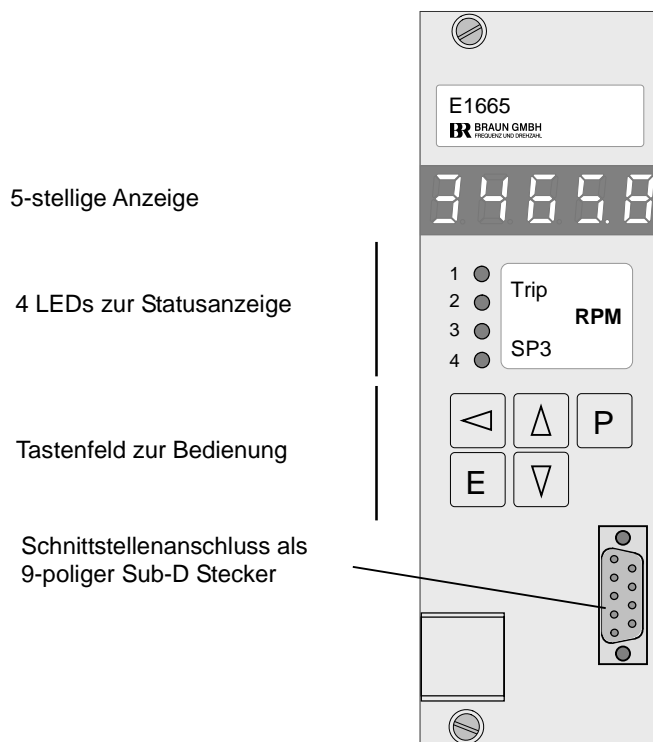 E1665
BR BRAUN GMBH
FREQUENZ UND DREHZAHL
5-stellige Anzeige
3465.8
1
Trip
4 LEDs zur Statusanzeige
2
RPM
3
SP3
4
P
Tastenfeld zur Bedienung
E
Schnittstellenanschluss als
9-poliger Sub-D Stecker